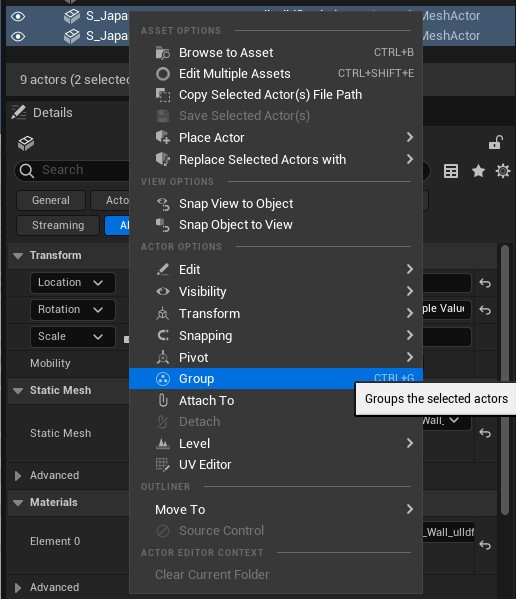 S_Japa MeshActor
S_Japa MeshActor
9 actors (2 selected
Details
Search
General
Acto
Streaming
Transform
Location
Rotation
ple Value
Scale
Mobility
Static Mesh
Static Mesh
Wall_
Advanced
Materials
Element 0
_Wall_ulldf
Advanced
ASSET OPTIONS
Browse to Asset CTRL+B
Edit Multiple Assets CTRL+SHIFT+E
Copy Selected Actor(s) File Path
Save Selected Actor(s)
Place Actor
Replace Selected Actors with
VIEW OPTIONS
Snap View to Object
Snap Object to View
ACTOR OPTIONS
Edit
Visibility
Transform
Snapping
Pivot
Group CTRL+G
Groups the selected actors
Attach To
Detach
Level
UV Editor
OUTLINER
Move To
Source Control
ACTOR EDITOR CONTEXT
Clear Current Folder